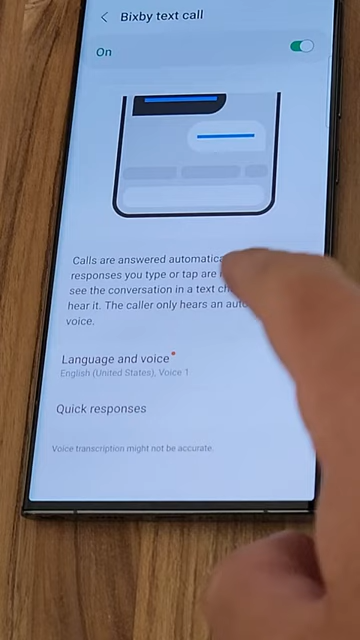 Bixby text call
On
Calls are answered
responses you type or tap are
see the conversation in a text
hear it. The caller only hears an
voice.
Language and voice
English (United States), Voice 1
Quick responses
Voice transcription might not be accurate.